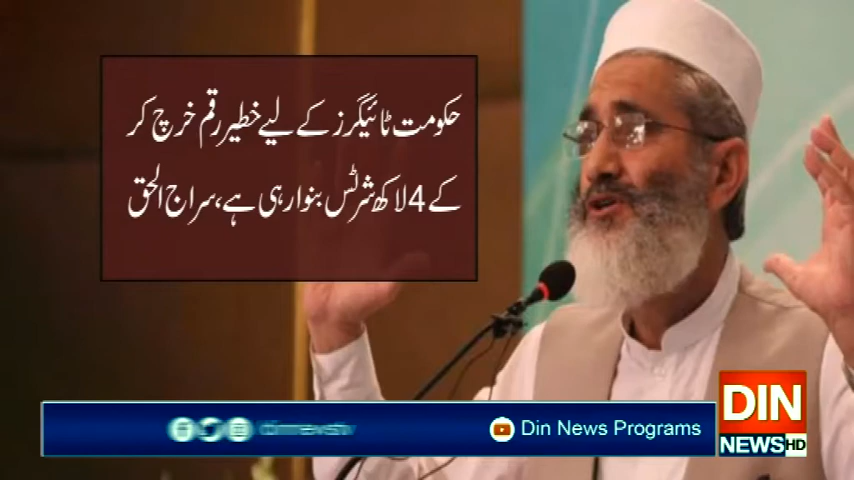 حکومت ٹائیگرز کے لیے خطیر رقم خرچ کر
کے 4 لاکھ شرٹس بنوا رہی ہے، سراج الحق
dinnewstv
Din News Programs
DIN
NEWS HD